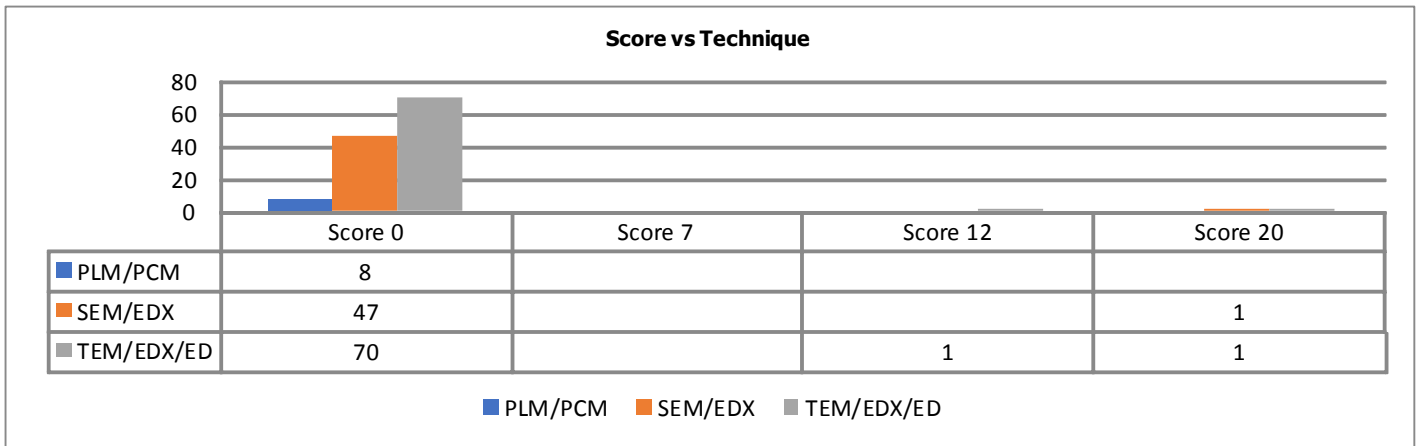 Score vs Technique
80
60
40
20
0
Score 0 Score 7 Score 12 Score 20
PLM/PCM 8
SEM/EDX 47 1
TEM/EDX/ED 70 1 1
PLM/PCM SEM/EDX TEM/EDX/ED